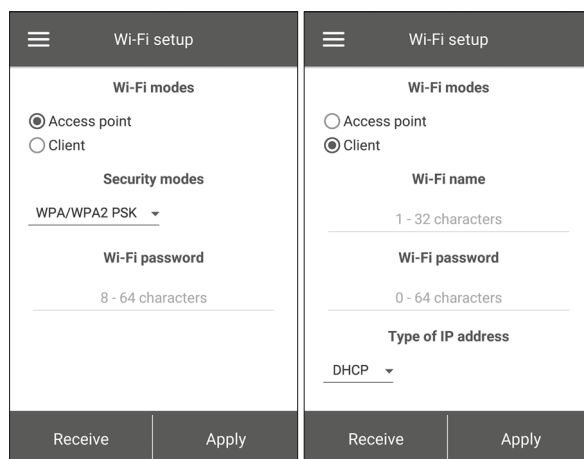 Wi-Fi setup
Wi-Fi modes
Access point
Client
Security modes
WPA/WPA2 PSK
Wi-Fi password
8 - 64 characters
Receive
Apply
Wi-Fi setup
Wi-Fi modes
Access point
Client
Wi-Fi name
1 - 32 characters
Wi-Fi password
0 - 64 characters
Type of IP address
DHCP
Receive
Apply